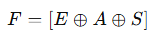 F = [E ⊕ A ⊕ S]